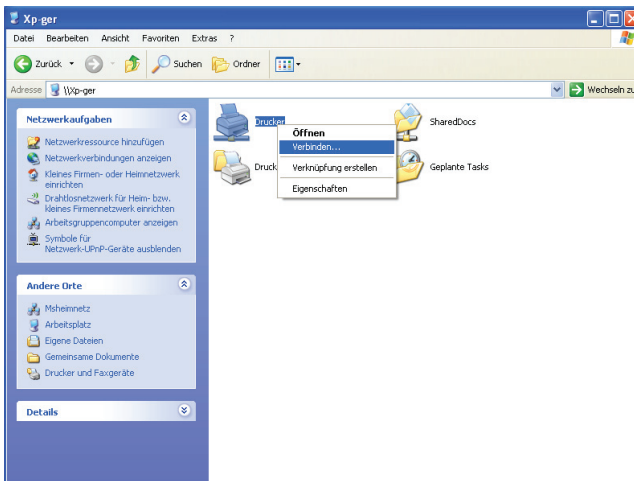 Xp-ger
Datei Bearbeiten Ansicht Favoriten Extras ?
Zurück Suchen Ordner
Adresse \\Xp-ger Wechseln zu
Netzwerkaufgaben
Netzwerkressource hinzufügen
Netzwerkverbindungen anzeigen
Kleines Firmen- oder Heimnetzwerk
einrichten
Drahtlosnetzwerk für Heim- bzw.
kleines Firmennetzwerk einrichten
Arbeitsgruppencomputer anzeigen
Symbole für
Netzwerk-UPnP-Geräte ausblenden
Andere Orte
Msheimnetz
Arbeitsplatz
Eigene Dateien
Gemeinsame Dokumente
Drucker und Faxgeräte
Details
Drucker
SharedDocs
Druck
Geplante Tasks
Öffnen
Verbinden...
Verknüpfung erstellen
Eigenschaften